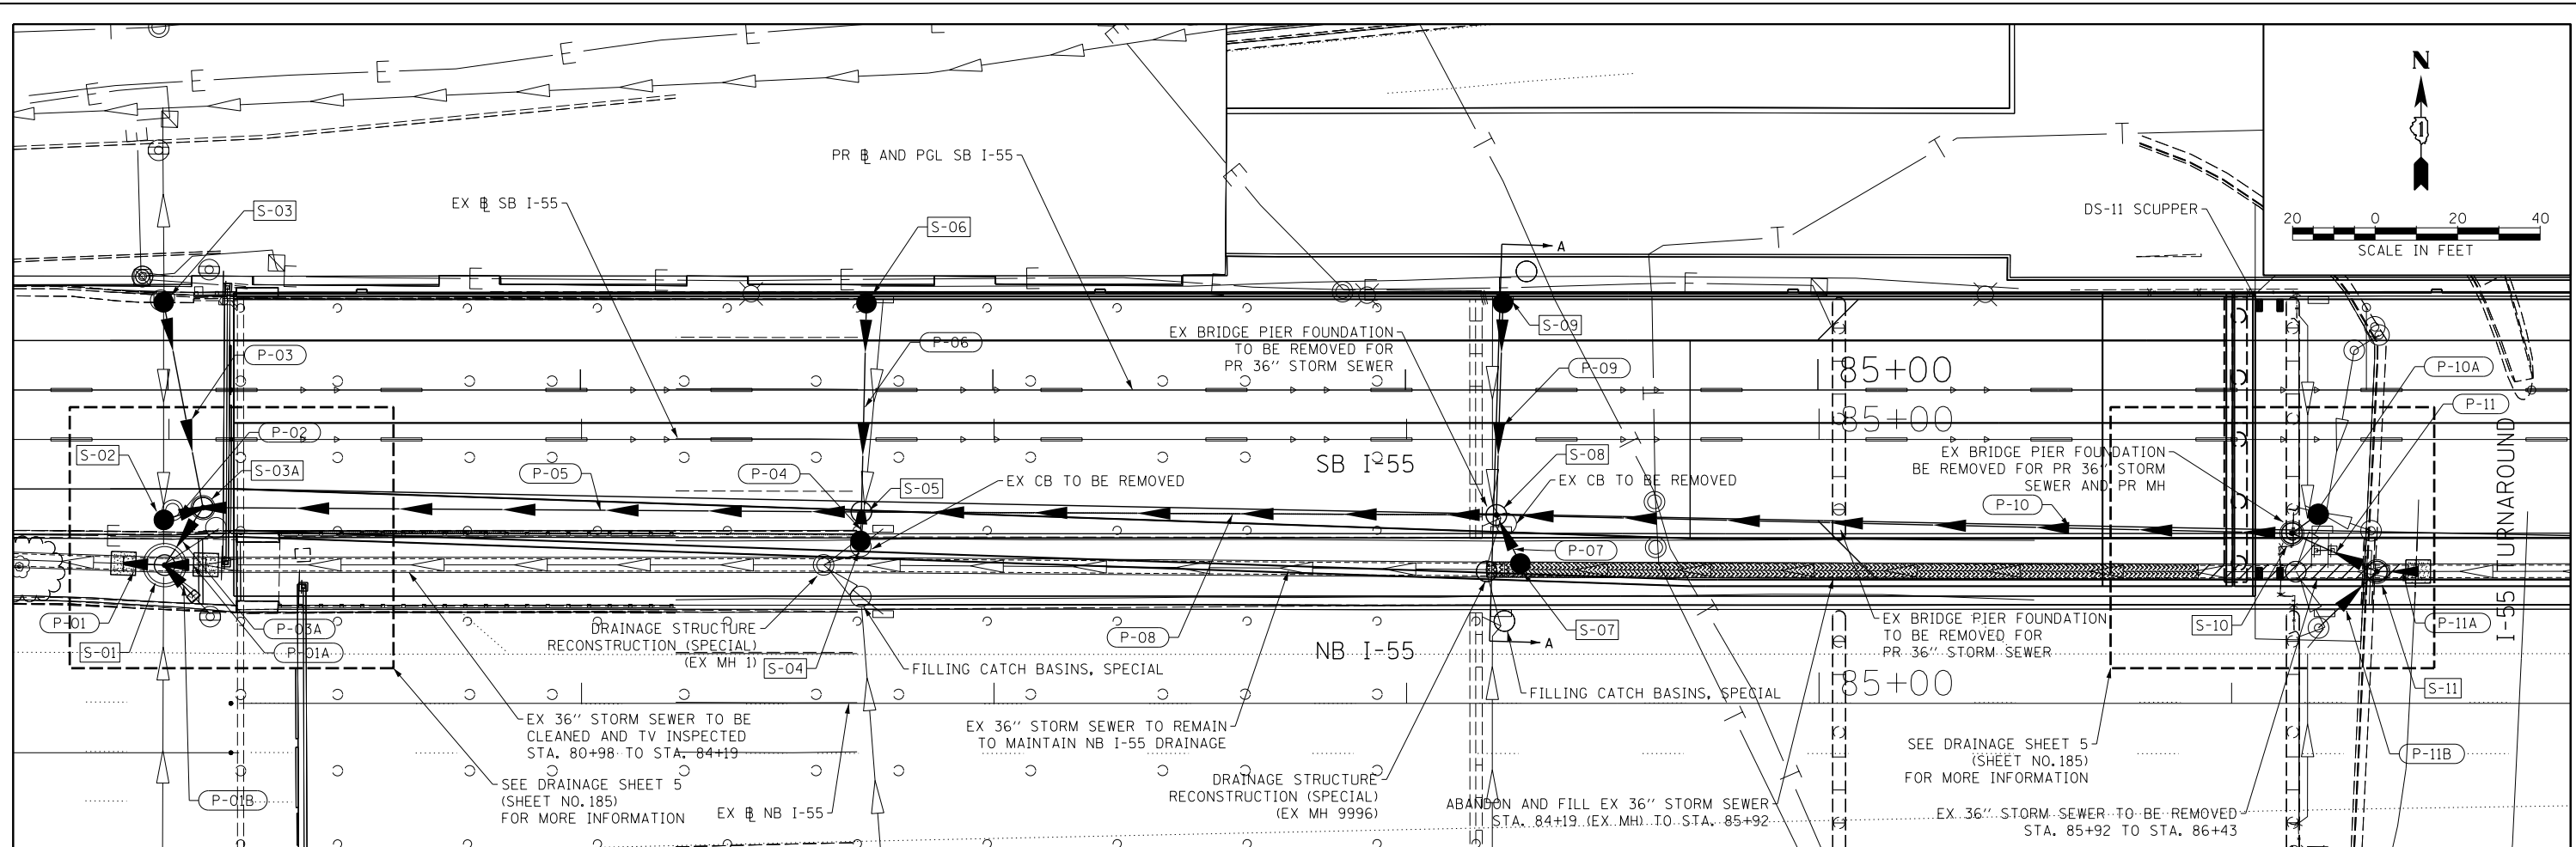 N
20 0 20 40
SCALE IN FEET
PR ℄ AND PGL SB I-55
EX ℄ SB I-55
DS-11 SCUPPER
S-03
S-06
A
S-09
EX BRIDGE PIER FOUNDATION
TO BE REMOVED FOR
PR 36" STORM SEWER
P-03
P-06
P-09
85+00
85+00
P-10A
P-11
P-02
S-02
S-03A
P-05
P-04
S-05
EX CB TO BE REMOVED
SB I-55
S-08
EX CB TO BE REMOVED
EX BRIDGE PIER FOUNDATION
BE REMOVED FOR PR 36" STORM
SEWER AND PR MH
P-10
I-55 TURNAROUND
P-07
P-01
S-01
P-03A
P-01A
DRAINAGE STRUCTURE
RECONSTRUCTION (SPECIAL)
(EX MH 1)
S-04
FILLING CATCH BASINS, SPECIAL
P-08
NB I-55
S-07
A
EX BRIDGE PIER FOUNDATION
TO BE REMOVED FOR
PR 36" STORM SEWER
S-10
P-11A
S-11
85+00
FILLING CATCH BASINS, SPECIAL
EX 36" STORM SEWER TO BE
CLEANED AND TV INSPECTED
STA. 80+98 TO STA. 84+19
EX 36" STORM SEWER TO REMAIN
TO MAINTAIN NB I-55 DRAINAGE
SEE DRAINAGE SHEET 5
(SHEET NO. 185)
FOR MORE INFORMATION
P-11B
P-01B
SEE DRAINAGE SHEET 5
(SHEET NO. 185)
FOR MORE INFORMATION
EX ℄ NB I-55
DRAINAGE STRUCTURE
RECONSTRUCTION (SPECIAL)
(EX MH 9996)
ABANDON AND FILL EX 36" STORM SEWER
STA. 84+19 (EX MH) TO STA. 85+92
EX 36" STORM SEWER TO BE REMOVED
STA. 85+92 TO STA. 86+43